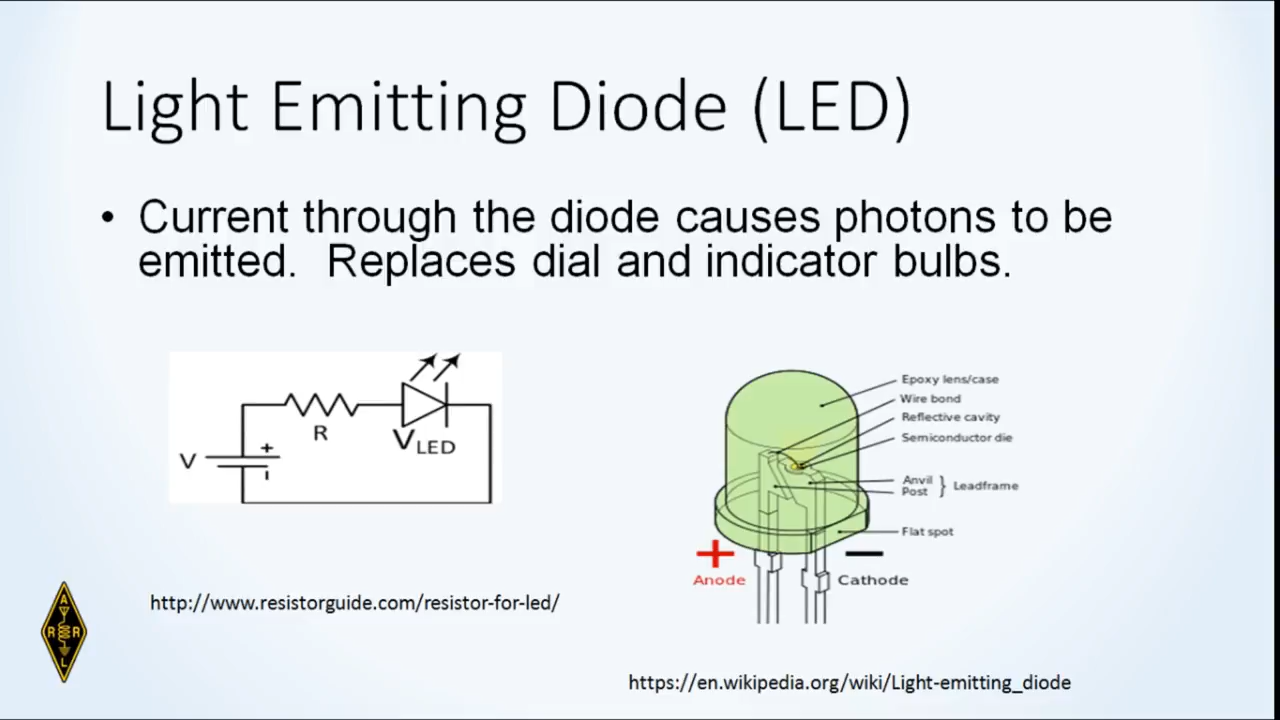 Light Emitting Diode (LED)
• Current through the diode causes photons to be
emitted. Replaces dial and indicator bulbs.
R
V
+
VLED
Epoxy lens/case
Wire bond
Reflective cavity
Semiconductor die
Anvil
Post
} Leadframe
Flat spot
+
Anode
Cathode
http://www.resistorguide.com/resistor-for-led/
A
R R
L
https://en.wikipedia.org/wiki/Light-emitting_diode